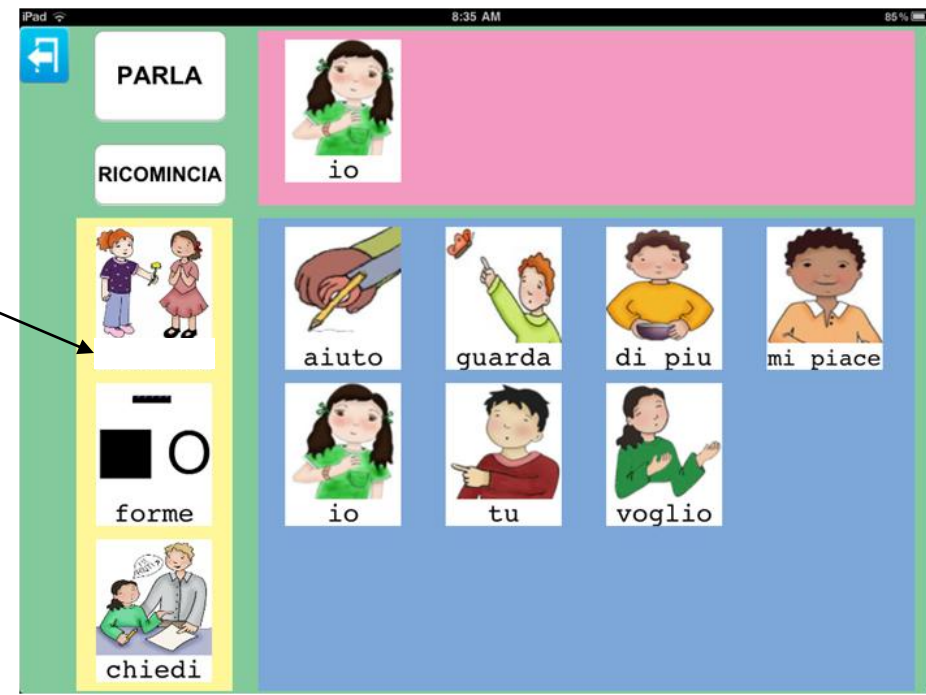 iPad 8:35 AM 85%
PARLA
RICOMINCIA
io
aiuto guarda di piu mi piace
forme io tu voglio
chiedi